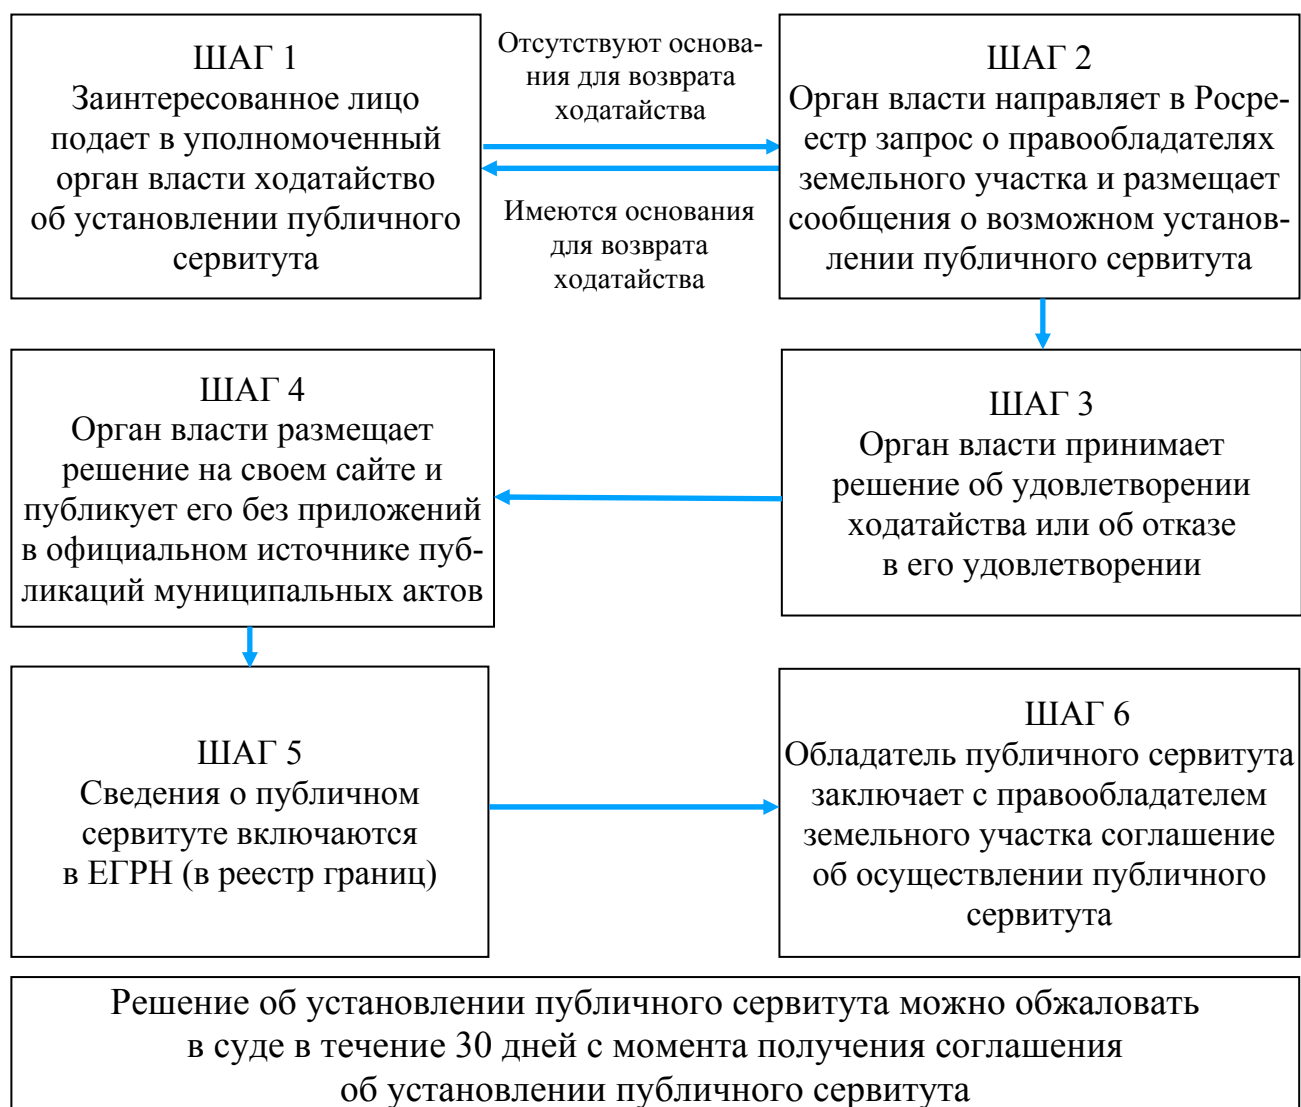 ШАГ 1
Заинтересованное лицо
подает в уполномоченный
орган власти ходатайство
об установлении публичного
сервитута
Отсутствуют основа-
ния для возврата
ходатайства
Имеются основания
для возврата
ходатайства
ШАГ 2
Орган власти направляет в Росре-
естр запрос о правообладателях
земельного участка и размещает
сообщения о возможном установ-
лении публичного сервитута
ШАГ 3
Орган власти принимает
решение об удовлетворении
ходатайства или об отказе
в его удовлетворении
ШАГ 4
Орган власти размещает
решение на своем сайте и
публикует его без приложений
в официальном источнике пуб-
ликаций муниципальных актов
ШАГ 5
Сведения о публичном
сервитуте включаются
в ЕГРН (в реестр границ)
ШАГ 6
Обладатель публичного сервитута
заключает с правообладателем
земельного участка соглашение
об осуществлении публичного
сервитута
Решение об установлении публичного сервитута можно обжаловать
в суде в течение 30 дней с момента получения соглашения
об установлении публичного сервитута